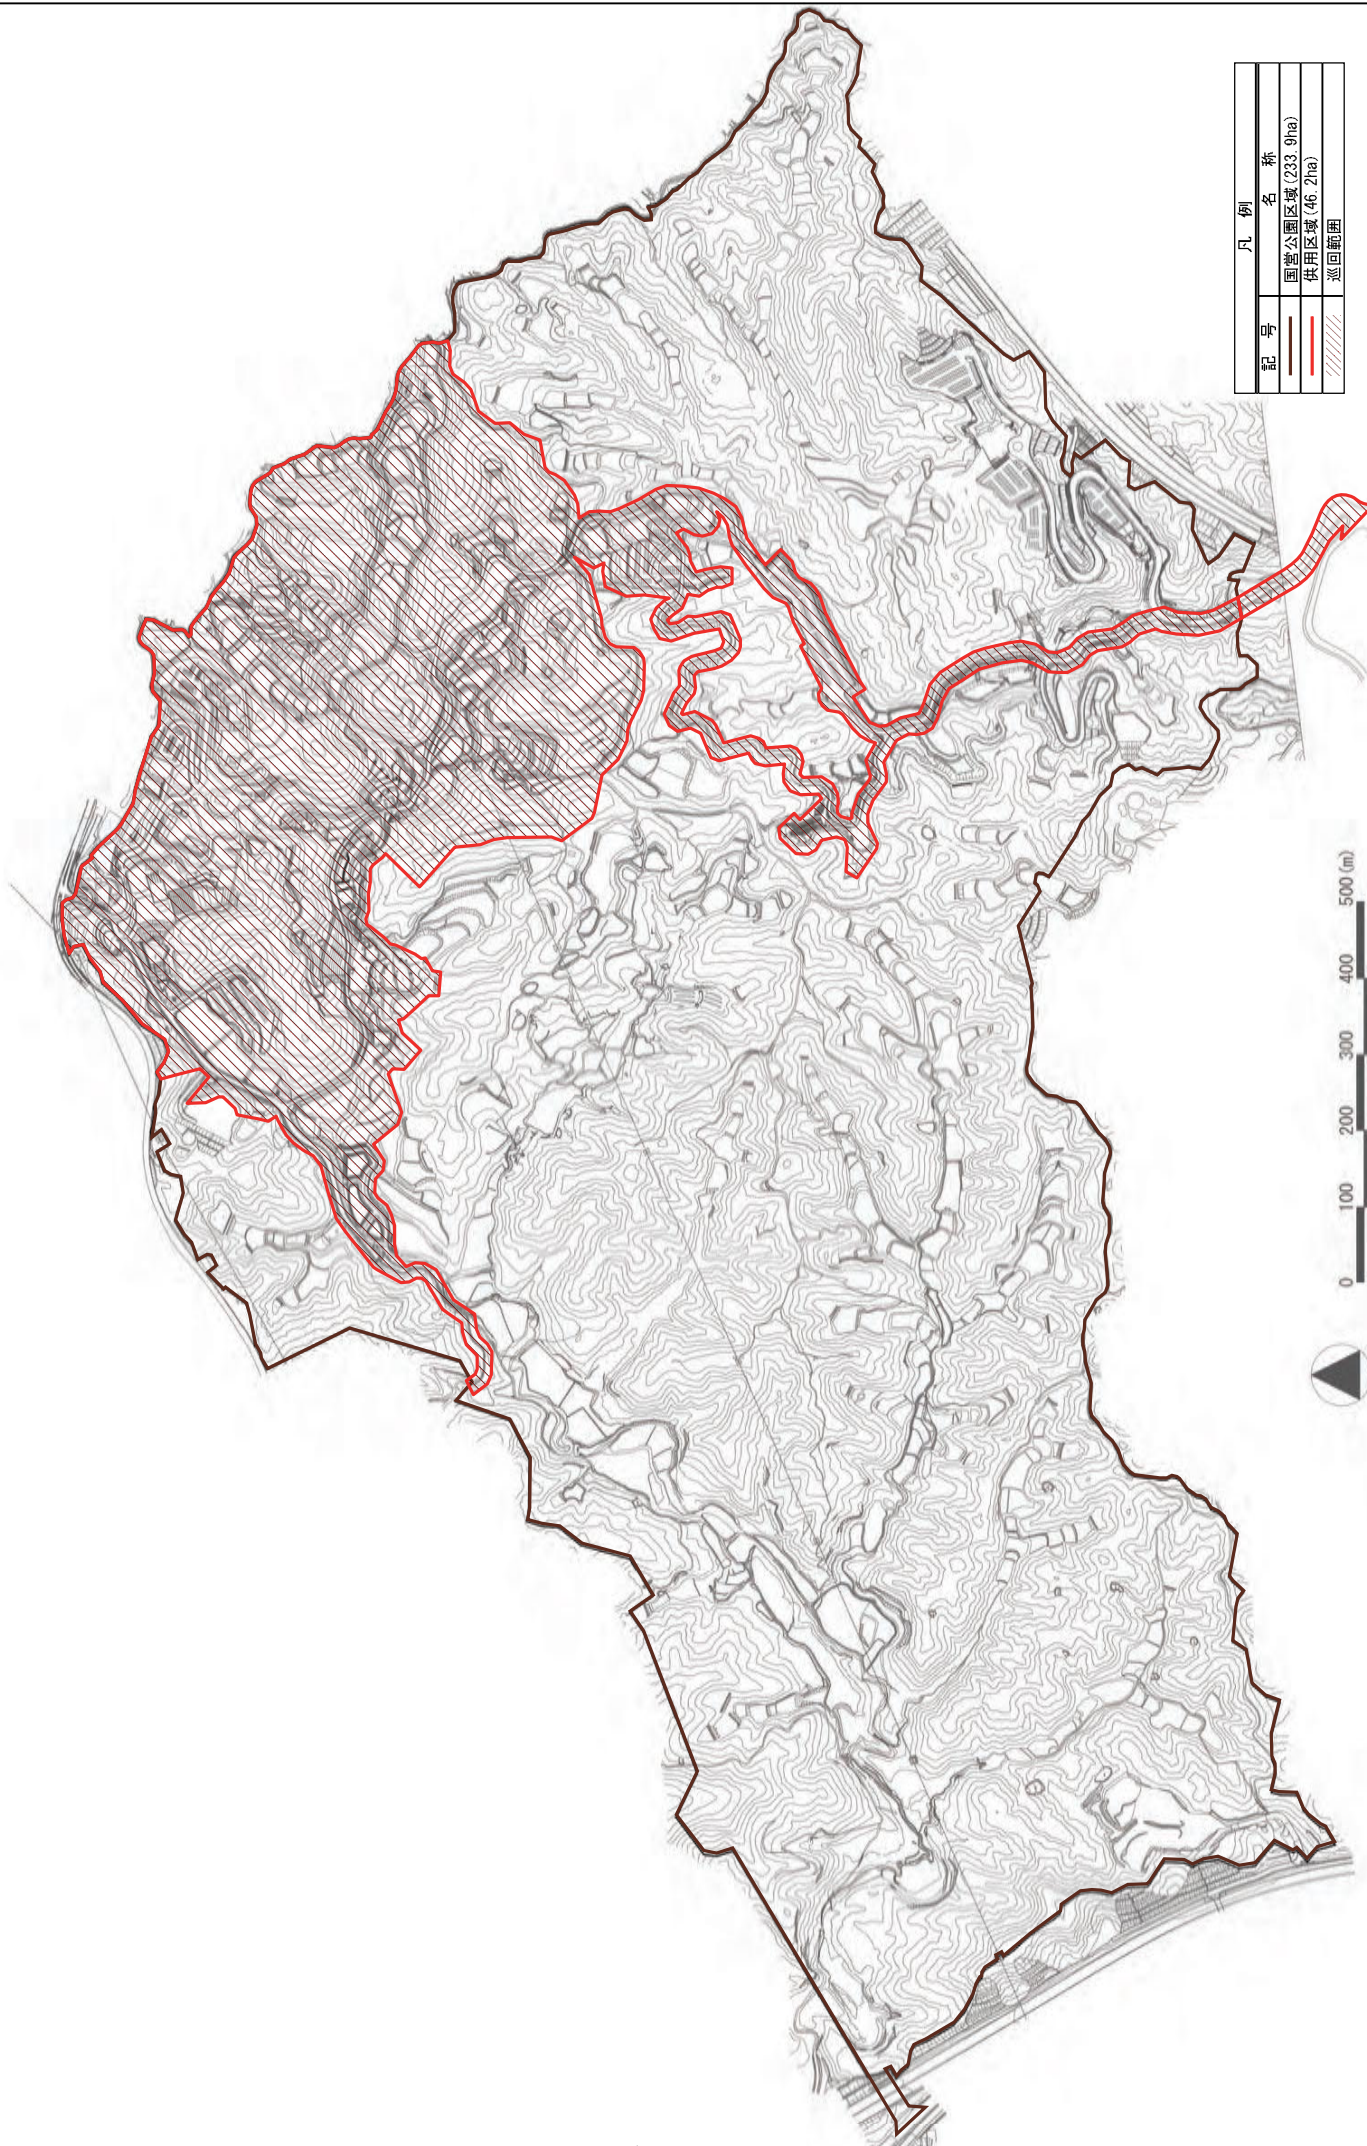 凡 例
記 号 名 称
国営公園区域(233.9ha)
供用区域(46.2ha)
巡回範囲
0 100 200 300 400 500(m)